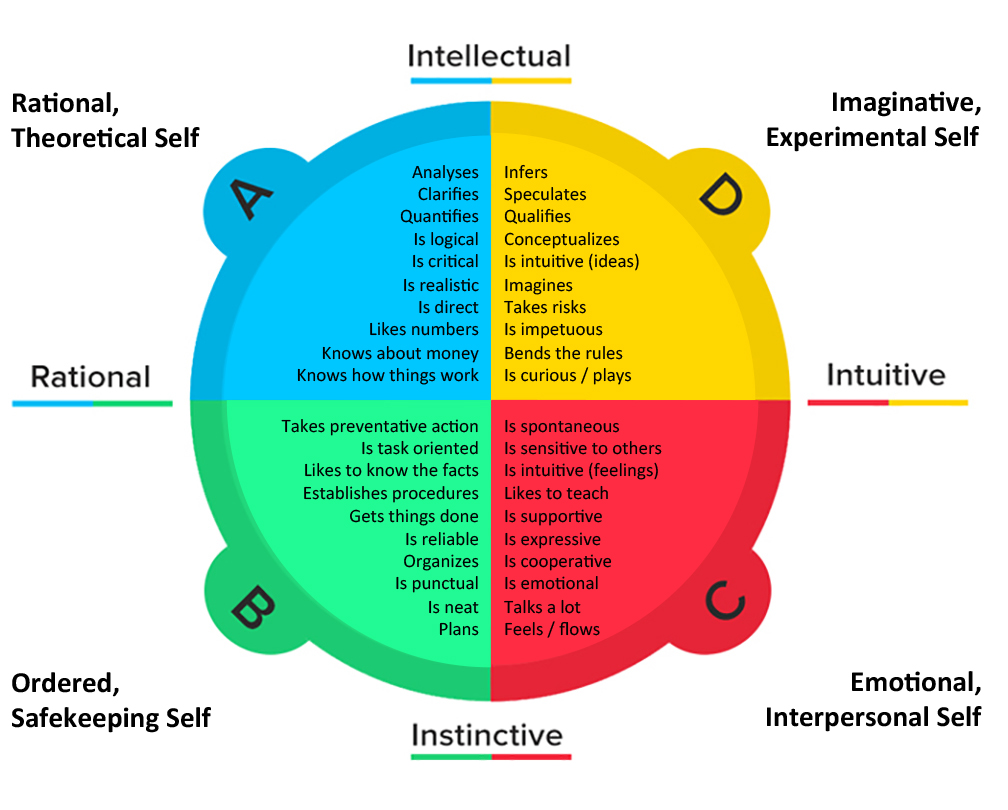 Intellectual
Rational,
Theoretical Self
Imaginative,
Experimental Self
A
D
Analyses
Clarifies
Quantifies
Is logical
Is critical
Is realistic
Is direct
Likes numbers
Knows about money
Knows how things work
Infers
Speculates
Qualifies
Conceptualizes
Is intuitive (ideas)
Imagines
Takes risks
Is impetuous
Bends the rules
Is curious / plays
Rational
Intuitive
Takes preventative action
Is task oriented
Likes to know the facts
Establishes procedures
Gets things done
Is reliable
Organizes
Is punctual
Is neat
Plans
Is spontaneous
Is sensitive to others
Is intuitive (feelings)
Likes to teach
Is supportive
Is expressive
Is cooperative
Is emotional
Talks a lot
Feels / flows
B
C
Ordered,
Safekeeping Self
Emotional,
Interpersonal Self
Instinctive